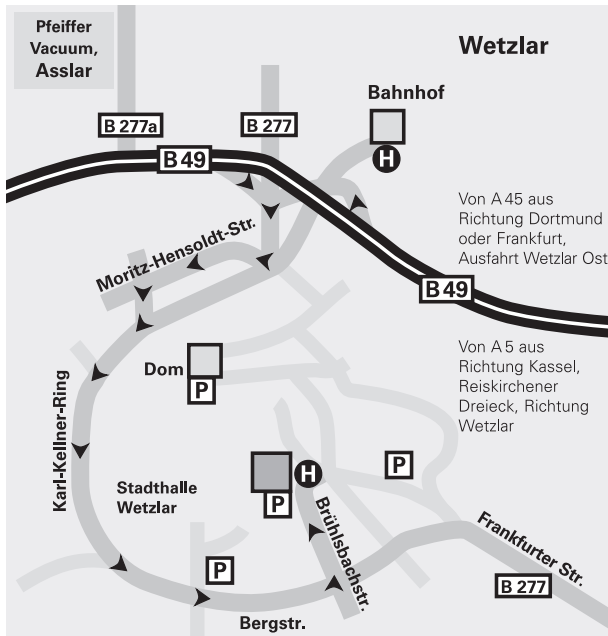 Pfeiffer
Vacuum,
Asslar
Wetzlar
Bahnhof
B 277a
B 277
H
B 49
Von A 45 aus
Richtung Dortmund
oder Frankfurt,
Ausfahrt Wetzlar Ost
Moritz-Hensoldt-Str.
B 49
Von A 5 aus
Richtung Kassel,
Reiskirchener
Dreieck, Richtung
Wetzlar
Dom
P
Karl-Kellner-Ring
Stadthalle
Wetzlar
H
P
P
Brühlsbachstr.
Frankfurter Str.
P
B 277
Bergstr.